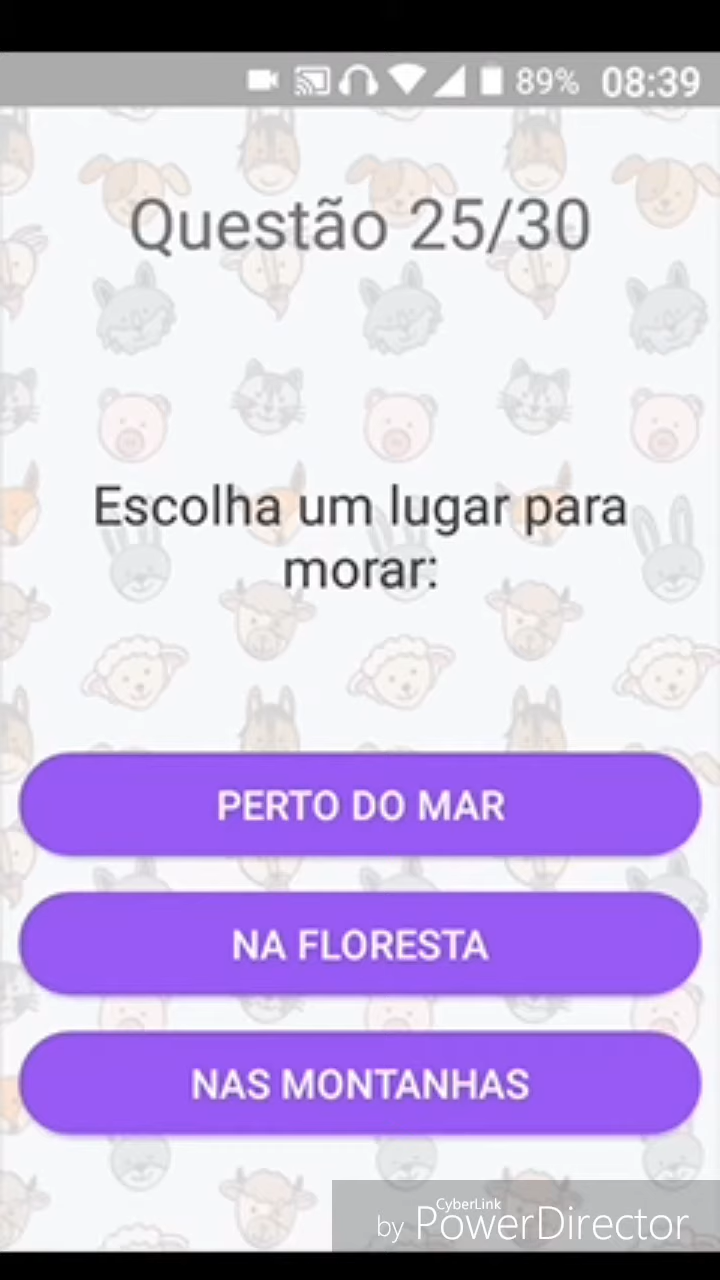 89% 08:39
Questão 25/30
Escolha um lugar para
morar:
PERTO DO MAR
NA FLORESTA
NAS MONTANHAS
CyberLink
by PowerDirector